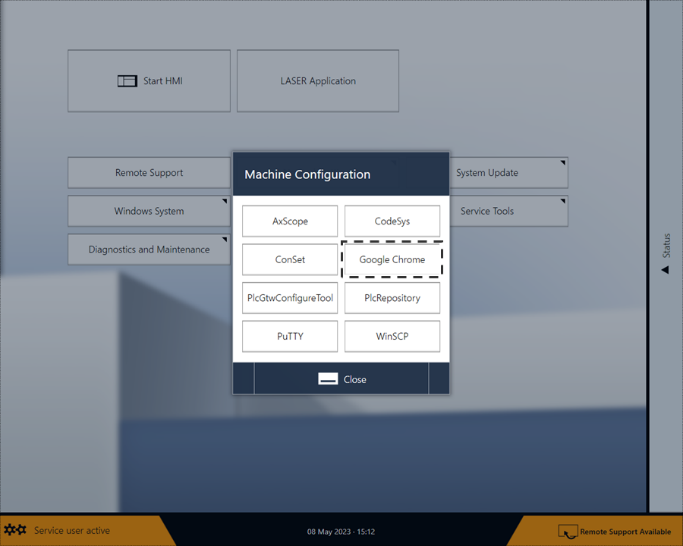 Start HMI
LASER Application
Remote Support
System Update
Windows System
Service Tools
Diagnostics and Maintenance
Machine Configuration
AxScope
CodeSys
ConSet
Google Chrome
PlcGtwConfigureTool
PlcRepository
PuTTY
WinSCP
Close
Status
Service user active
08 May 2023 - 15:12
Remote Support Available